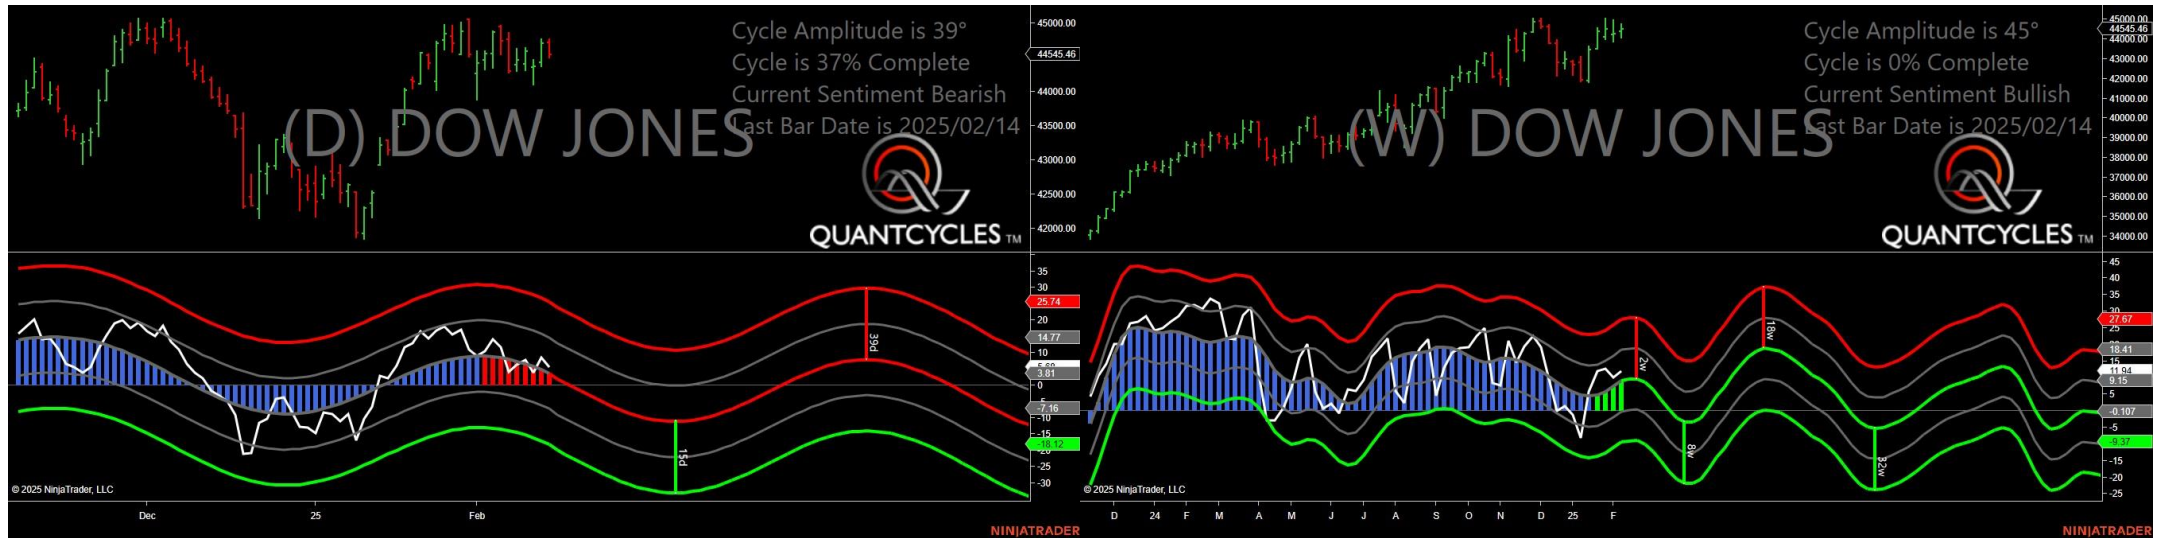 Cycle Amplitude is 39°
Cycle is 37% Complete
Current Sentiment Bearish
Last Bar Date is 2025/02/14
(D) DOW JONES
QUANTCYCLES TM
45000.00
44545.46
44000.00
43500.00
43000.00
42500.00
42000.00
35
30
25.74
20
14.77
10
3.81
0
-7.16
-10
-15
-18.12
-20
-25
-30
39d
15d
© 2025 NinjaTrader, LLC
Dec
25
Feb
NINJATRADER
Cycle Amplitude is 45°
Cycle is 0% Complete
Current Sentiment Bullish
Last Bar Date is 2025/02/14
(W) DOW JONES
QUANTCYCLES TM
45000.00
44545.46
44000.00
43000.00
42000.00
41000.00
40000.00
39000.00
38000.00
37000.00
36000.00
35000.00
34000.00
45
40
35
30
27.67
18.41
15
11.94
9.15
5
-0.107
-5
-9.37
-15
-20
-25
2w
18w
8w
32w
© 2025 NinjaTrader, LLC
D 24 F M A M J J A S O N D 25 F
NINJATRADER